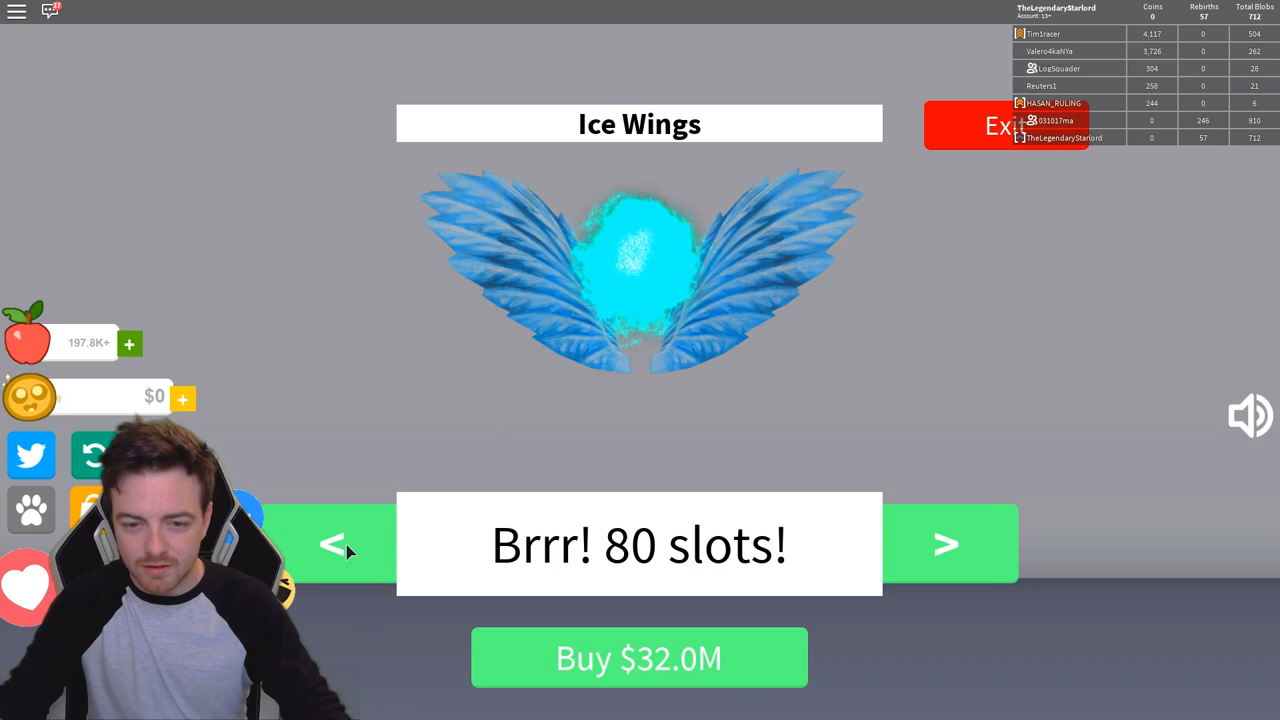 37
TheLegendaryStarlord
Account: 13+
Coins
0
Rebirths
57
Total Blobs
712
Tim1racer 4,117 0 504
Valero4kaNYa 3,726 0 262
LogSquader 304 0 28
Reuters1 258 0 21
HASAN_RULING 244 0 6
031017ma 0 246 910
TheLegendaryStarlord 0 57 712
Ice Wings
Exit
197.8K+
+
$0
+
<
Brrr! 80 slots!
>
Buy $32.0M